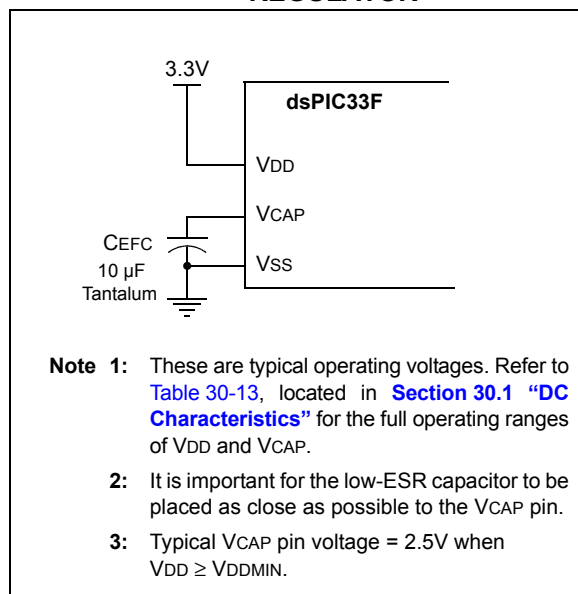 3.3V
dsPIC33F
VDD
VCAP
CEFC
VSS
10 µF
Tantalum
Note 1: These are typical operating voltages. Refer to
Table 30-13, located in Section 30.1 “DC
Characteristics” for the full operating ranges
of VDD and VCAP.
2: It is important for the low-ESR capacitor to be
placed as close as possible to the VCAP pin.
3: Typical VCAP pin voltage = 2.5V when
VDD ≥ VDDMIN.